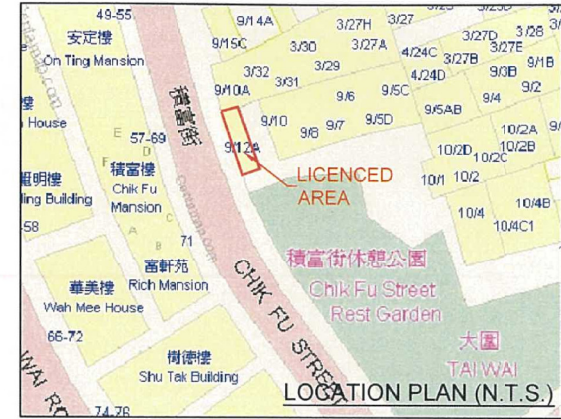 49-55
安定樓
On Ting Mansion
9/14A
9/15C
3/27H
3/27
3/30
3/27A
4/24C
3/27D
3/28
3/27E
3/27B
9/1B
3/32
3/31
3/29
4/24D
9/3B
9/2
9/10A
9/6
9/5C
9/4
積富街
9/10
9/8
9/7
9/5D
9/5AB
9/12A
LICENCED
AREA
10/2A
10/2B
10/2D
10/2C
10/1
10/2
10/4B
10/4
10/4C1
House
57-69
E
D
C
A
B
積富樓
Chik Fu
Mansion
明樓
ling Building
-58
71
富軒苑
Rich Mansion
華美樓
Wah Mee House
66-72
CHIK FU STREET
積富街休憩公園
Chik Fu Street
Rest Garden
大圍
TAI WAI
樹德樓
Shu Tak Building
WAI RO
74-76
LOCATION PLAN (N.T.S.)
Centamap.com